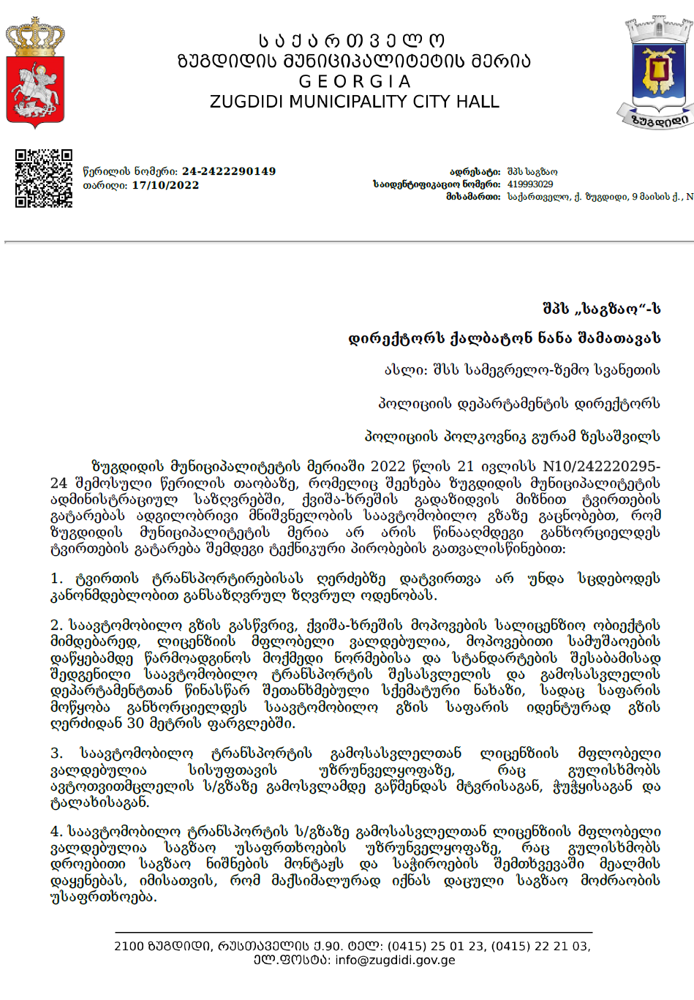 საქართველო
ზუგდიდის მუნიციპალიტეტის მერია
GEORGIA
ZUGDIDI MUNICIPALITY CITY HALL
ზუგდიდი
წერილის ნომერი: 24-2422290149
თარიღი: 17/10/2022
ადრესატი: შპს საგზაო
საიდენტიფიკაციო ნომერი: 419993029
მისამართი: საქართველო, ქ. ზუგდიდი, 9 მაისის ქ., N
შპს „საგზაო“-ს
დირექტორს ქალბატონ ნანა შამათავას
ასლი: შსს სამეგრელო-ზემო სვანეთის
პოლიციის დეპარტამენტის დირექტორს
პოლიციის პოლკოვნიკ გურამ ზესაშვილს
ზუგდიდის მუნიციპალიტეტის მერიაში 2022 წლის 21 ივლისს N10/242220295-
24 შემოსული წერილის თაობაზე, რომელიც შეეხება ზუგდიდის მუნიციპალიტეტის
ადმინისტრაციულ საზღვრებში, ქვიშა-ხრეშის გადაზიდვის მიზნით ტვირთების
გატარებას ადგილობრივი მნიშვნელობის საავტომობილო გზაზე გაცნობებთ, რომ
ზუგდიდის მუნიციპალიტეტის მერია არ არის წინააღმდეგი განხორციელდეს
ტვირთების გატარება შემდეგი ტექნიკური პირობების გათვალისწინებით:
1. ტვირთის ტრანსპორტირებისას ღერძებზე დატვირთვა არ უნდა სცდებოდეს
კანონმდებლობით განსაზღვრულ ზღვრულ ოდენობას.
2. საავტომობილო გზის გასწვრივ, ქვიშა-ხრეშის მოპოვების სალიცენზიო ობიექტის
მიმდებარედ, ლიცენზიის მფლობელი ვალდებულია, მოპოვებითი სამუშაოების
დაწყებამდე წარმოადგინოს მოქმედი ნორმებისა და სტანდარტების შესაბამისად
შედგენილი საავტომობილო ტრანსპორტის შესასვლელის და გამოსასვლელის
დეპარტამენტთან წინასწარ შეთანხმებული სქემატური ნახაზი, სადაც საფარის
მოწყობა განხორციელდეს საავტომობილო გზის საფარის იდენტურად გზის
ღერძიდან 30 მეტრის ფარგლებში.
3. საავტომობილო ტრანსპორტის გამოსასვლელთან ლიცენზიის მფლობელი
ვალდებულია სისუფთავის უზრუნველყოფაზე, რაც გულისხმობს
ავტოთვითმცლელის ს/გზაზე გამოსვლამდე გაწმენდას მტვრისაგან, ჭუჭყისაგან და
ტალახისაგან.
4. საავტომობილო ტრანსპორტის ს/გზაზე გამოსასვლელთან ლიცენზიის მფლობელი
ვალდებულია საგზაო უსაფრთხოების უზრუნველყოფაზე, რაც გულისხმობს
დროებითი საგზაო ნიშნების მონტაჟს და საჭიროების შემთხვევაში მეალმის
დაყენებას, იმისათვის, რომ მაქსიმალურად იქნას დაცული საგზაო მოძრაობის
უსაფრთხოება.
2100 ზუგდიდი, რუსთაველის ქ.90. ტელ: (0415) 25 01 23, (0415) 22 21 03,
ელ.ფოსტა: info@zugdidi.gov.ge